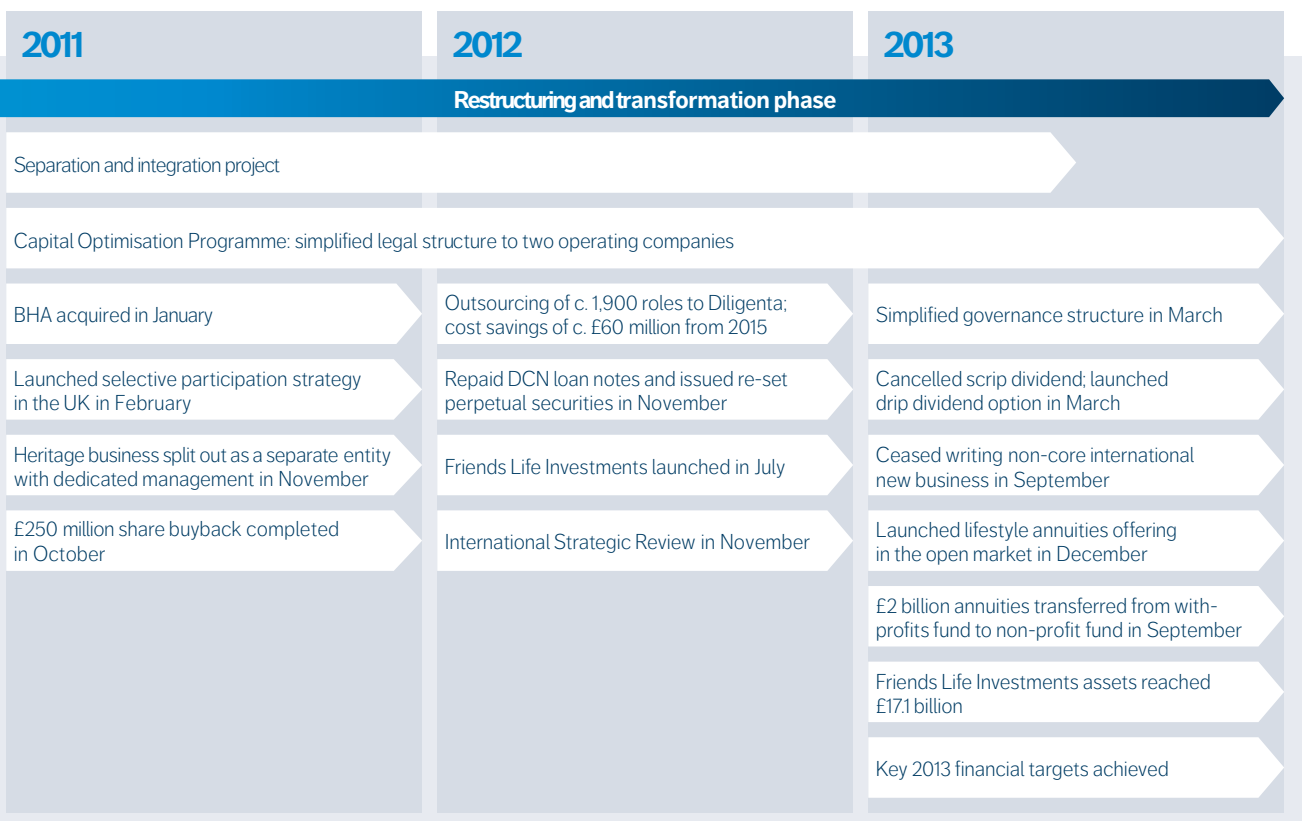 2011
2012
2013
Restructuring and transformation phase
Separation and integration project
Capital Optimisation Programme: simplified legal structure to two operating companies
BHA acquired in January
Launched selective participation strategy
in the UK in February
Heritage business split out as a separate entity
with dedicated management in November
£250 million share buyback completed
in October
Outsourcing of c. 1,900 roles to Diligenta;
cost savings of c. £60 million from 2015
Repaid DCN loan notes and issued re-set
perpetual securities in November
Friends Life Investments launched in July
International Strategic Review in November
Simplified governance structure in March
Cancelled scrip dividend; launched
drip dividend option in March
Ceased writing non-core international
new business in September
Launched lifestyle annuities offering
in the open market in December
£2 billion annuities transferred from with-
profits fund to non-profit fund in September
Friends Life Investments assets reached
£17.1 billion
Key 2013 financial targets achieved